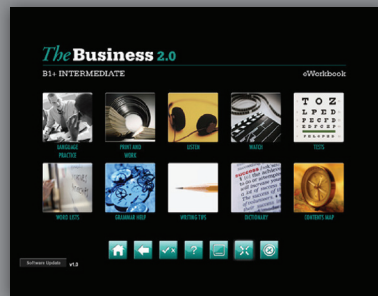 The Business 2.0
B1+ INTERMEDIATE
eWorkbook
T O Z
L P E D
P E C F D
E D F C Z P
LANGUAGE PRACTICE
PRINT AND WORK
LISTEN
WATCH
TESTS
success
WORD LISTS
GRAMMAR HELP
WRITING TIPS
DICTIONARY
CONTENTS MAP
?
Software Update
v1.0